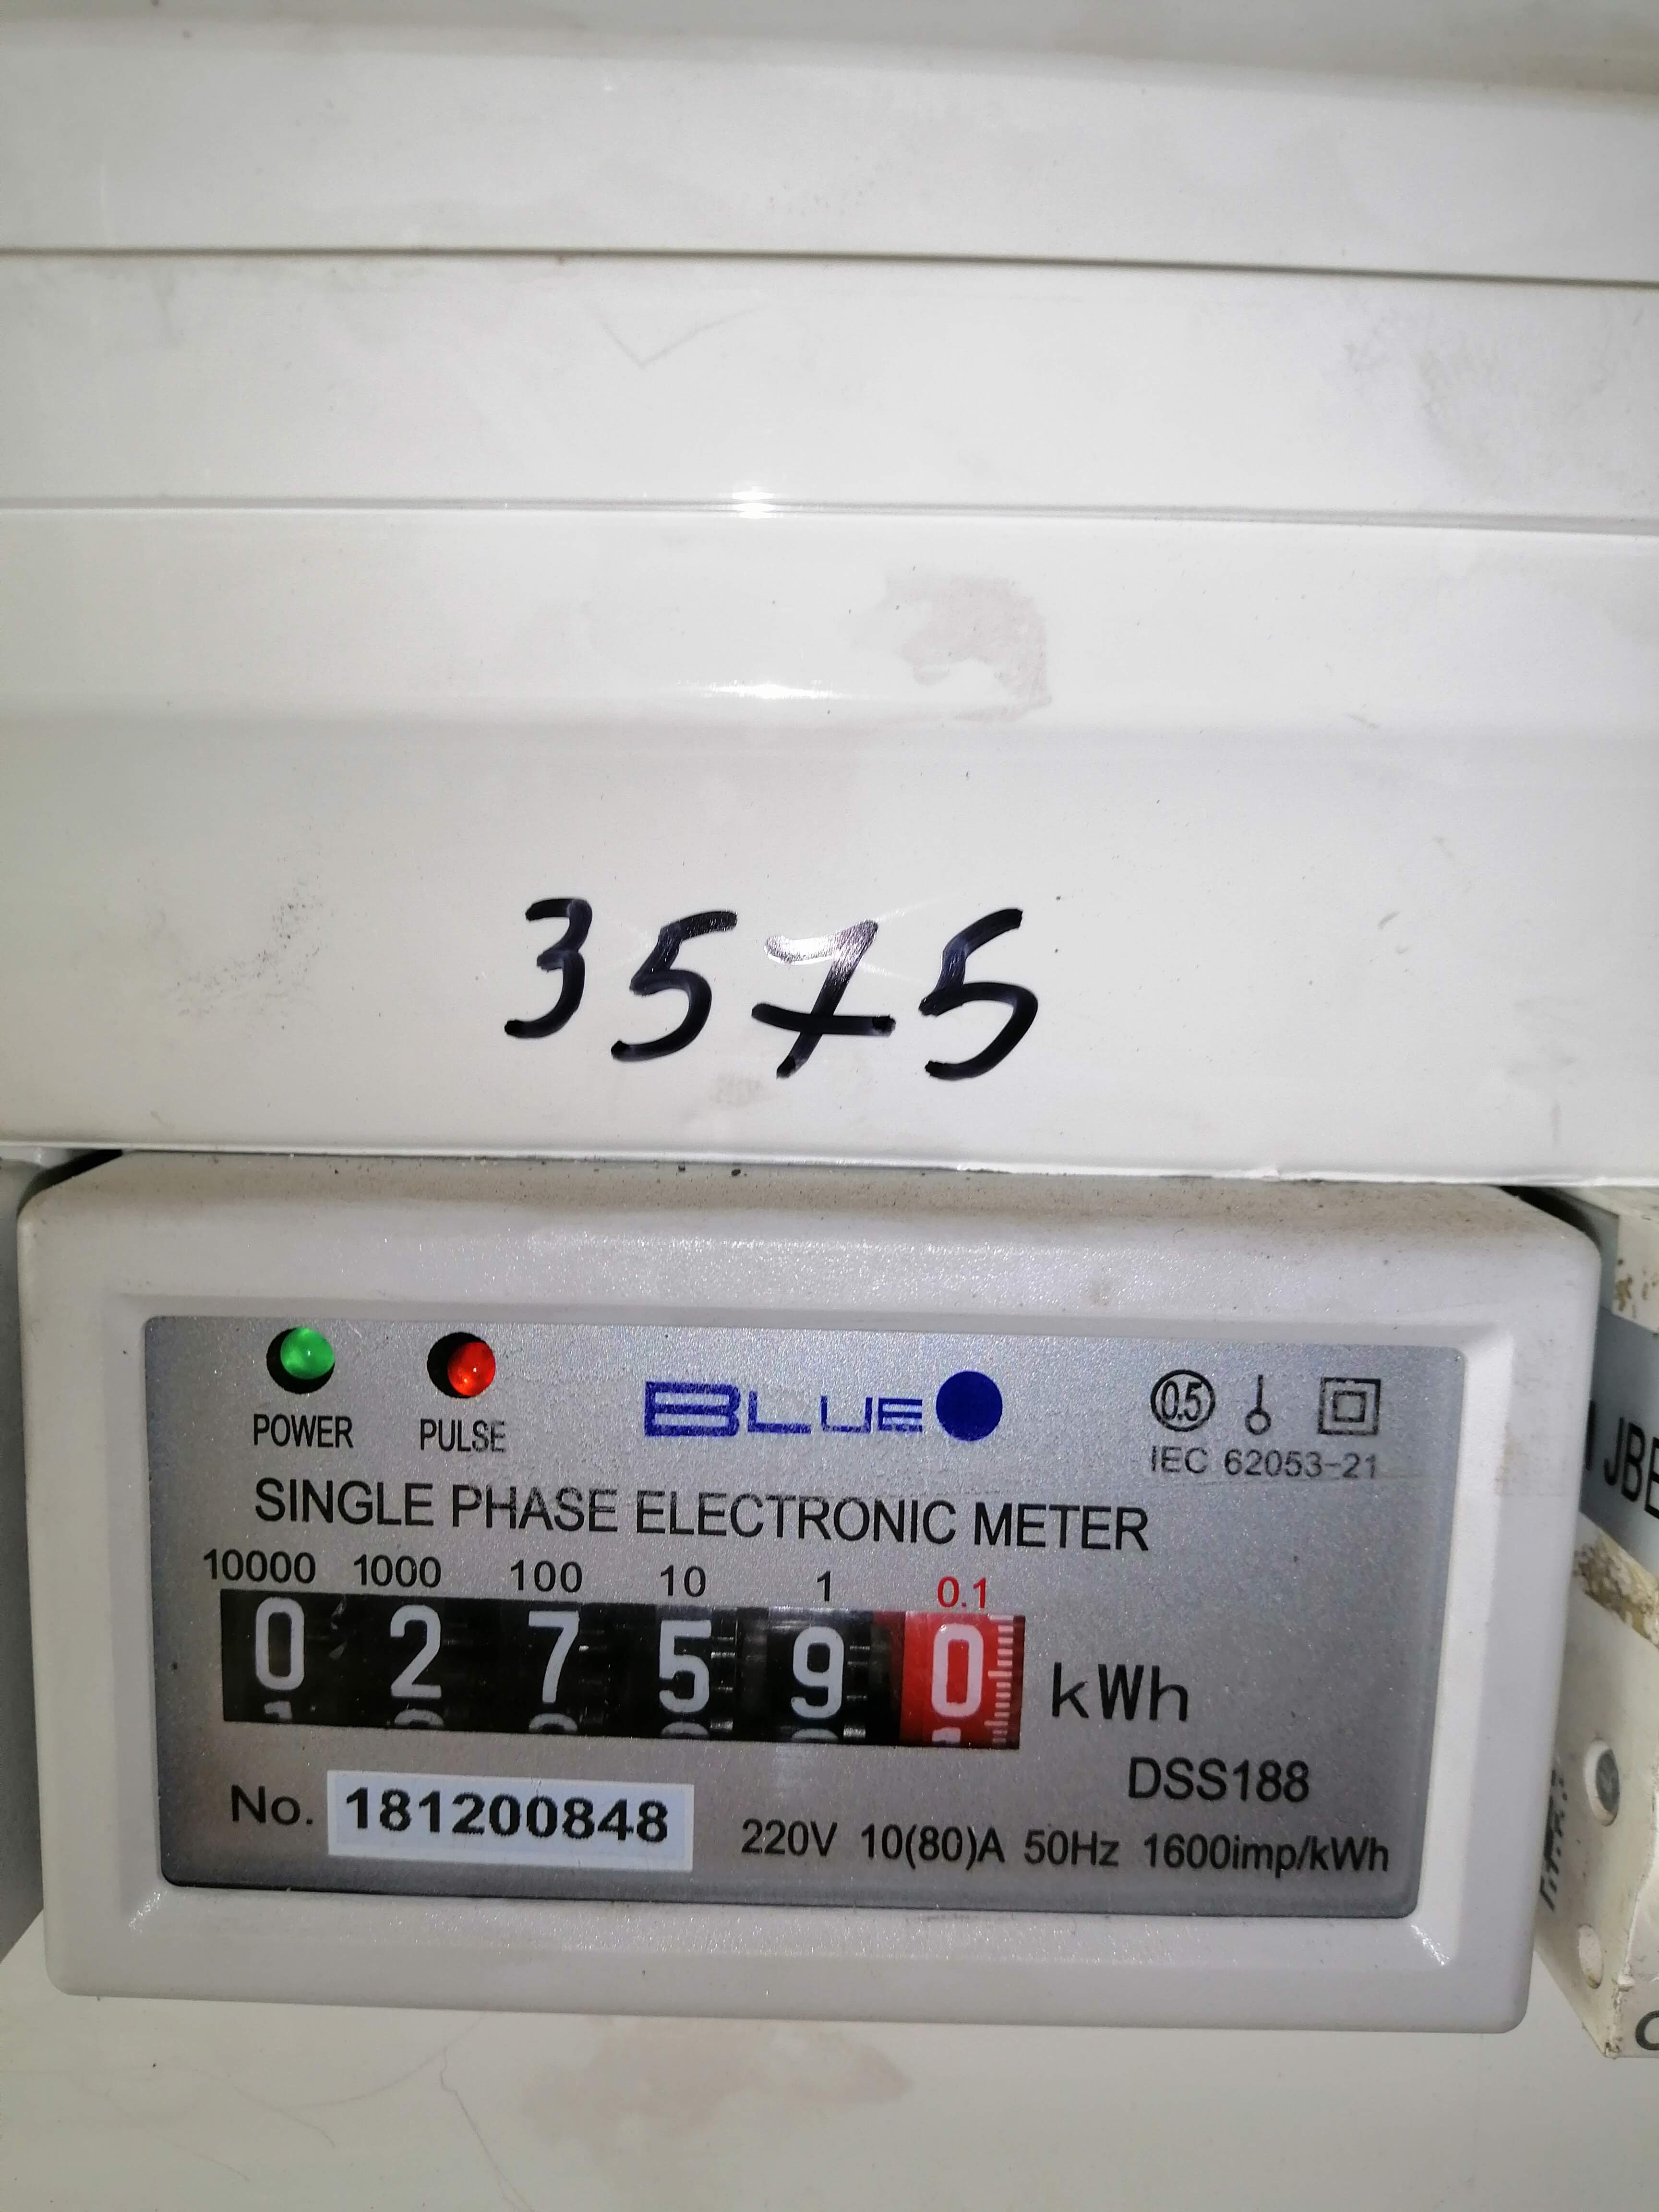 3575
POWER PULSE BLUE 0.5
IEC 62053-21
SINGLE PHASE ELECTRONIC METER
10000 1000 100 10 1 0.1
0 2 7 5 9 0 kWh
DSS188
No. 181200848
220V 10(80)A 50Hz 1600imp/kWh
JBE